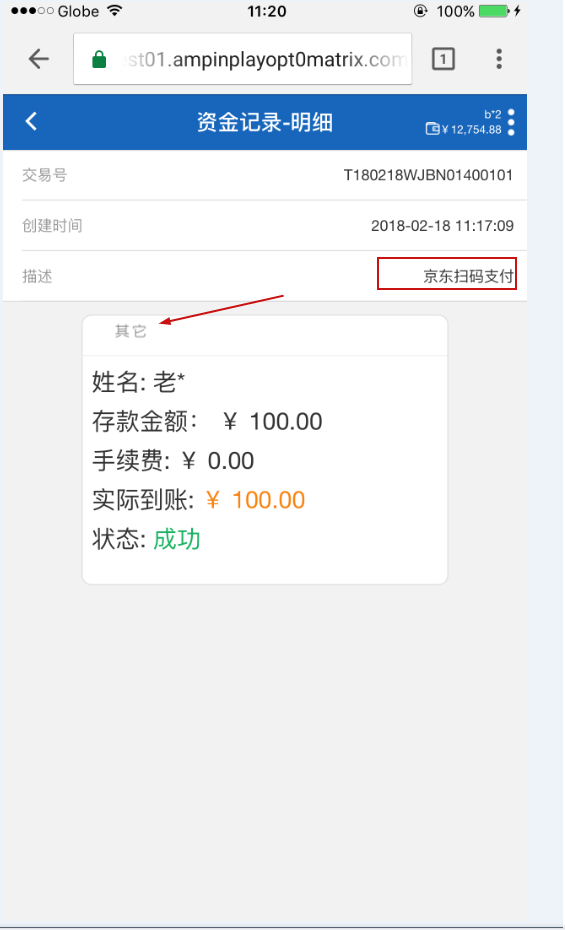 Globe 11:20 100%
st01.ampinplayopt0matrix.com 1
资金记录-明细
b*2
¥ 12,754.88
交易号 T180218WJBN01400101
创建时间 2018-02-18 11:17:09
描述 京东扫码支付
其它
姓名: 老*
存款金额: ¥ 100.00
手续费: ¥ 0.00
实际到账: ¥ 100.00
状态: 成功